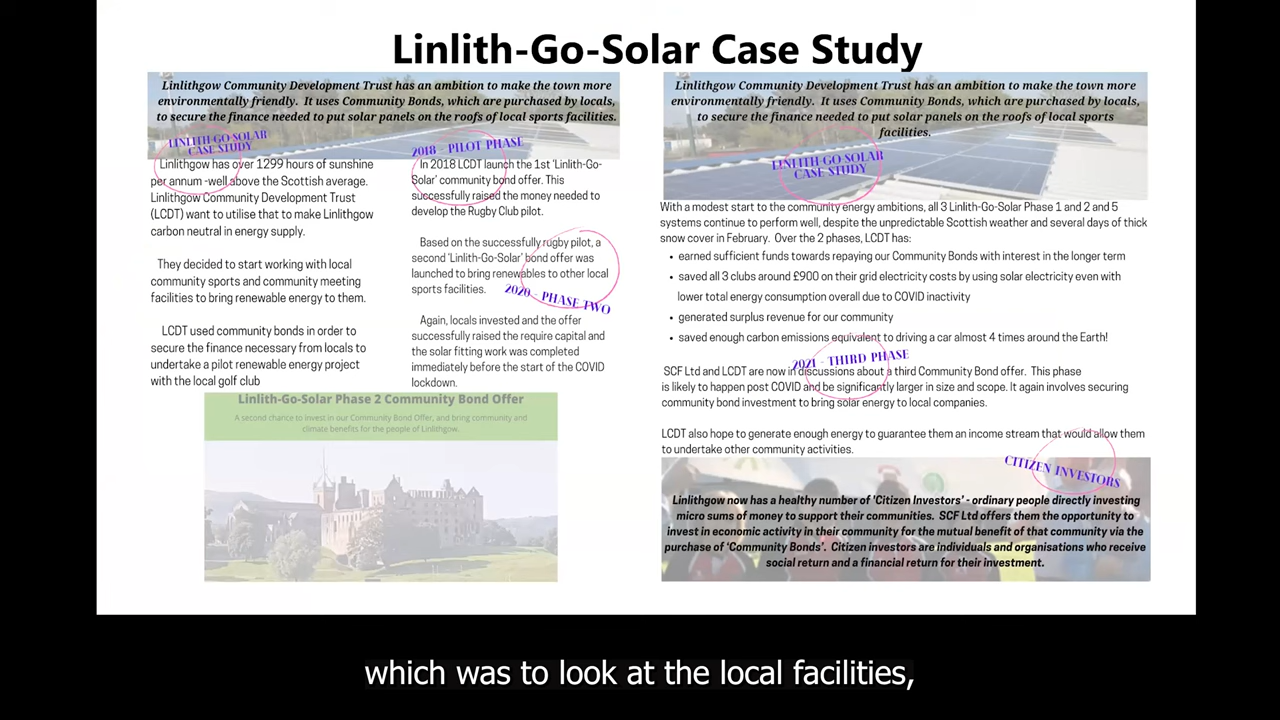 Linlith-Go-Solar Case Study
Linlithgow Community Development Trust has an ambition to make the town more
environmentally friendly. It uses Community Bonds, which are purchased by locals,
to secure the finance needed to put solar panels on the roofs of local sports facilities.
LINLITH-GO-SOLAR
CASE STUDY
Linlithgow has over 1299 hours of sunshine
per annum -well above the Scottish average.
Linlithgow Community Development Trust
(LCDT) want to utilise that to make Linlithgow
carbon neutral in energy supply.
They decided to start working with local
community sports and community meeting
facilities to bring renewable energy to them.
LCDT used community bonds in order to
secure the finance necessary from locals to
undertake a pilot renewable energy project
with the local golf club
2018 - PILOT PHASE
In 2018 LCDT launch the 1st 'Linlith-Go-
Solar' community bond offer. This
successfully raised the money needed to
develop the Rugby Club pilot.
Based on the successfully rugby pilot, a
second 'Linlith-Go-Solar' bond offer was
launched to bring renewables to other local
sports facilities.
2020 - PHASE TWO
Again, locals invested and the offer
successfully raised the require capital and
the solar fitting work was completed
immediately before the start of the COVID
lockdown.
Linlith-Go-Solar Phase 2 Community Bond Offer
A second chance to invest in our Community Bond Offer, and bring community and
climate benefits for the people of Linlithgow.
Linlithgow Community Development Trust has an ambition to make the town more
environmentally friendly. It uses Community Bonds, which are purchased by locals,
to secure the finance needed to put solar panels on the roofs of local sports
facilities.
LINLITH-GO-SOLAR
CASE STUDY
With a modest start to the community energy ambitions, all 3 Linlith-Go-Solar Phase 1 and 2 and 5
systems continue to perform well, despite the unpredictable Scottish weather and several days of thick
snow cover in February. Over the 2 phases, LCDT has:
• earned sufficient funds towards repaying our Community Bonds with interest in the longer term
• saved all 3 clubs around £900 on their grid electricity costs by using solar electricity even with
lower total energy consumption overall due to COVID inactivity
• generated surplus revenue for our community
• saved enough carbon emissions equivalent to driving a car almost 4 times around the Earth!
2021 - THIRD PHASE
SCF Ltd and LCDT are now in discussions about a third Community Bond offer. This phase
is likely to happen post COVID and be significantly larger in size and scope. It again involves securing
community bond investment to bring solar energy to local companies.
LCDT also hope to generate enough energy to guarantee them an income stream that would allow them
to undertake other community activities.
CITIZEN INVESTORS
Linlithgow now has a healthy number of 'Citizen Investors' - ordinary people directly investing
micro sums of money to support their communities. SCF Ltd offers them the opportunity to
invest in economic activity in their community for the mutual benefit of that community via the
purchase of 'Community Bonds'. Citizen investors are individuals and organisations who receive
social return and a financial return for their investment.
which was to look at the local facilities,